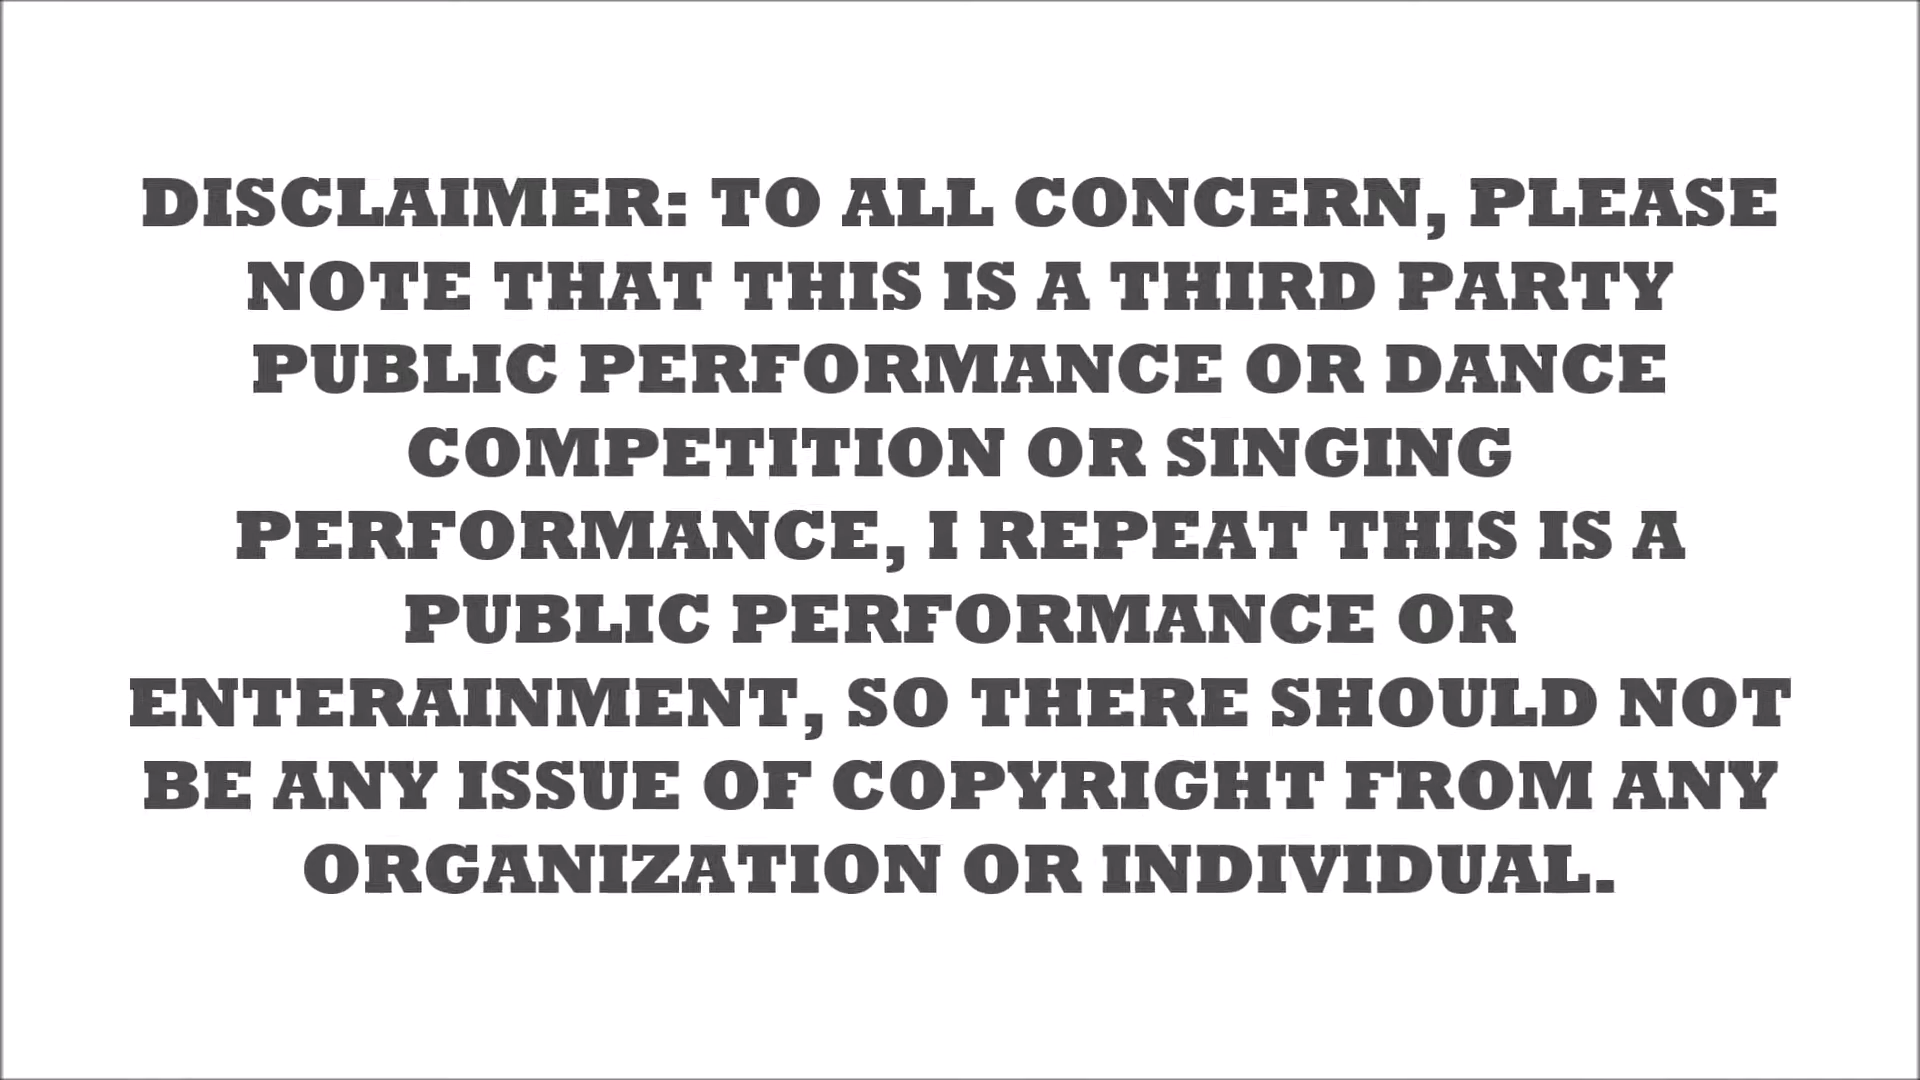 DISCLAIMER: TO ALL CONCERN, PLEASE
NOTE THAT THIS IS A THIRD PARTY
PUBLIC PERFORMANCE OR DANCE
COMPETITION OR SINGING
PERFORMANCE, I REPEAT THIS IS A
PUBLIC PERFORMANCE OR
ENTERAINMENT, SO THERE SHOULD NOT
BE ANY ISSUE OF COPYRIGHT FROM ANY
ORGANIZATION OR INDIVIDUAL.